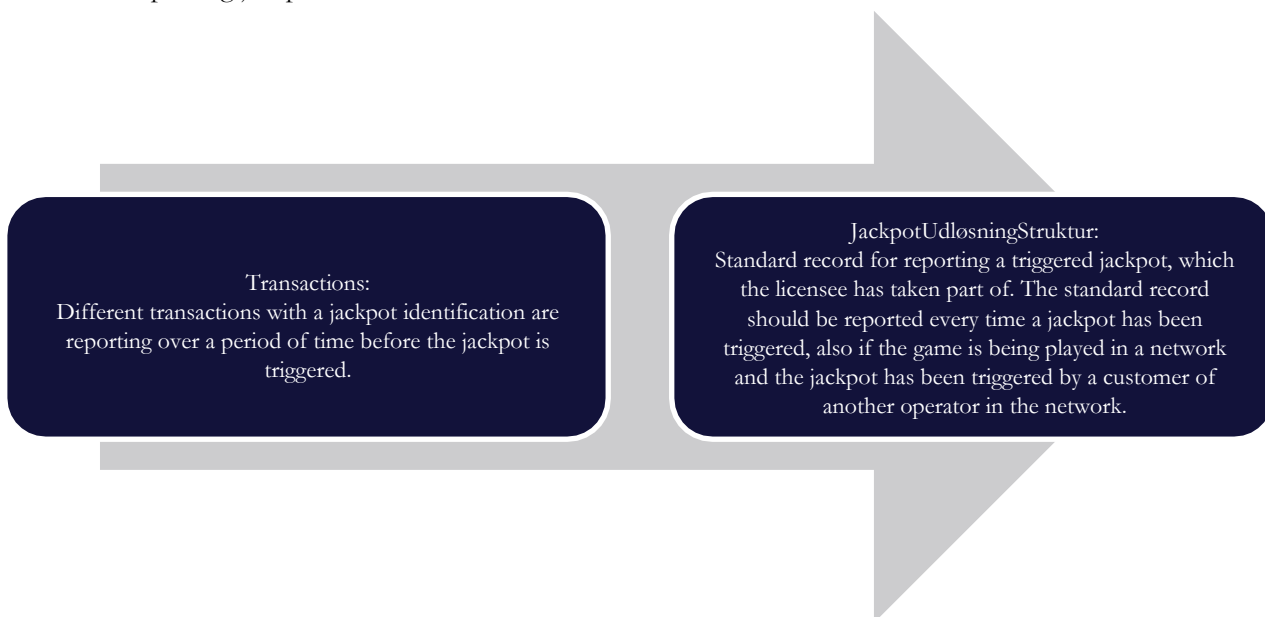 Transactions:
Different transactions with a jackpot identification are
reporting over a period of time before the jackpot is
triggered.
JackpotUdløsningStruktur:
Standard record for reporting a triggered jackpot, which
the licensee has taken part of. The standard record
should be reported every time a jackpot has been
triggered, also if the game is being played in a network
and the jackpot has been triggered by a customer of
another operator in the network.